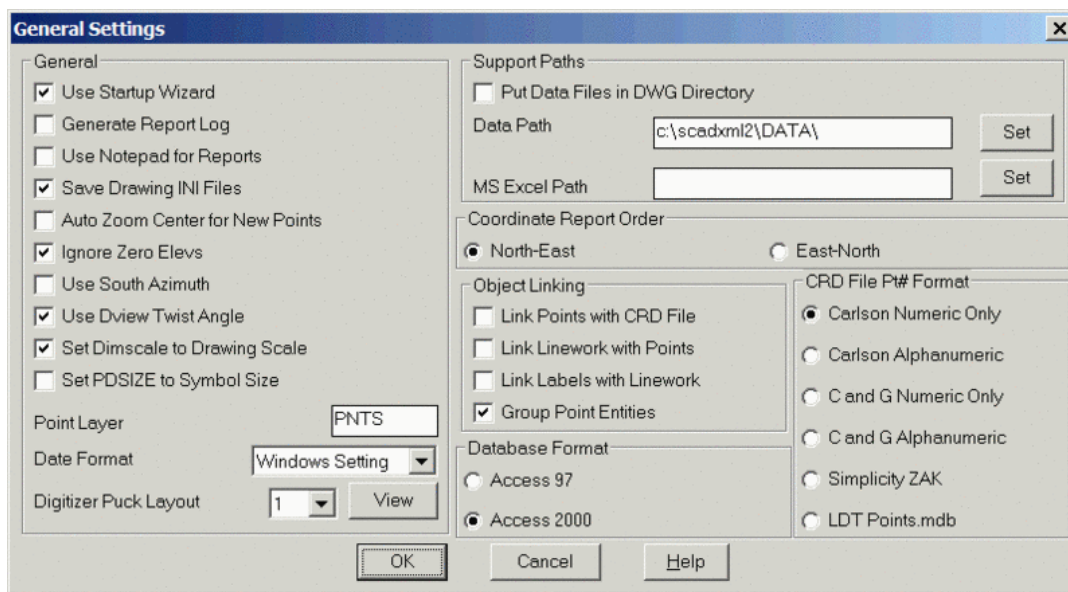 General Settings
General
Use Startup Wizard
Generate Report Log
Use Notepad for Reports
Save Drawing INI Files
Auto Zoom Center for New Points
Ignore Zero Elevs
Use South Azimuth
Use Dview Twist Angle
Set Dimscale to Drawing Scale
Set PDSIZE to Symbol Size
Point Layer PNTS
Date Format Windows Setting
Digitizer Puck Layout 1 View
Support Paths
Put Data Files in DWG Directory
Data Path c:\scadxml2\DATA\ Set
MS Excel Path Set
Coordinate Report Order
North-East East-North
Object Linking
Link Points with CRD File
Link Linework with Points
Link Labels with Linework
Group Point Entities
Database Format
Access 97
Access 2000
CRD File Pt# Format
Carlson Numeric Only
Carlson Alphanumeric
C and G Numeric Only
C and G Alphanumeric
Simplicity ZAK
LDT Points.mdb
OK Cancel Help